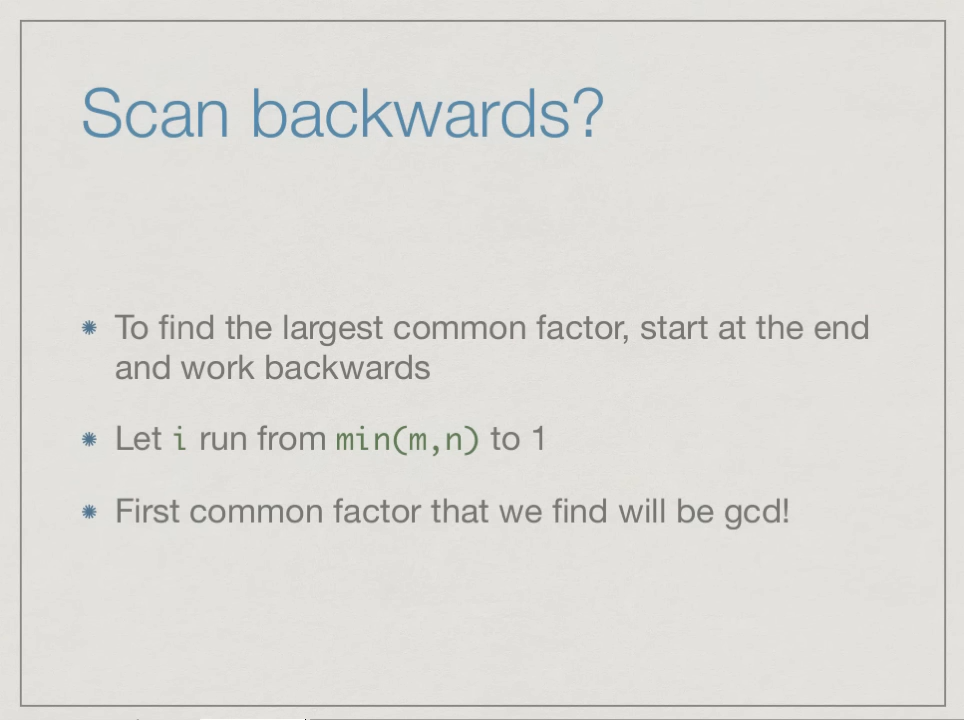 Scan backwards?
To find the largest common factor, start at the end
and work backwards
Let i run from min(m,n) to 1
First common factor that we find will be gcd!